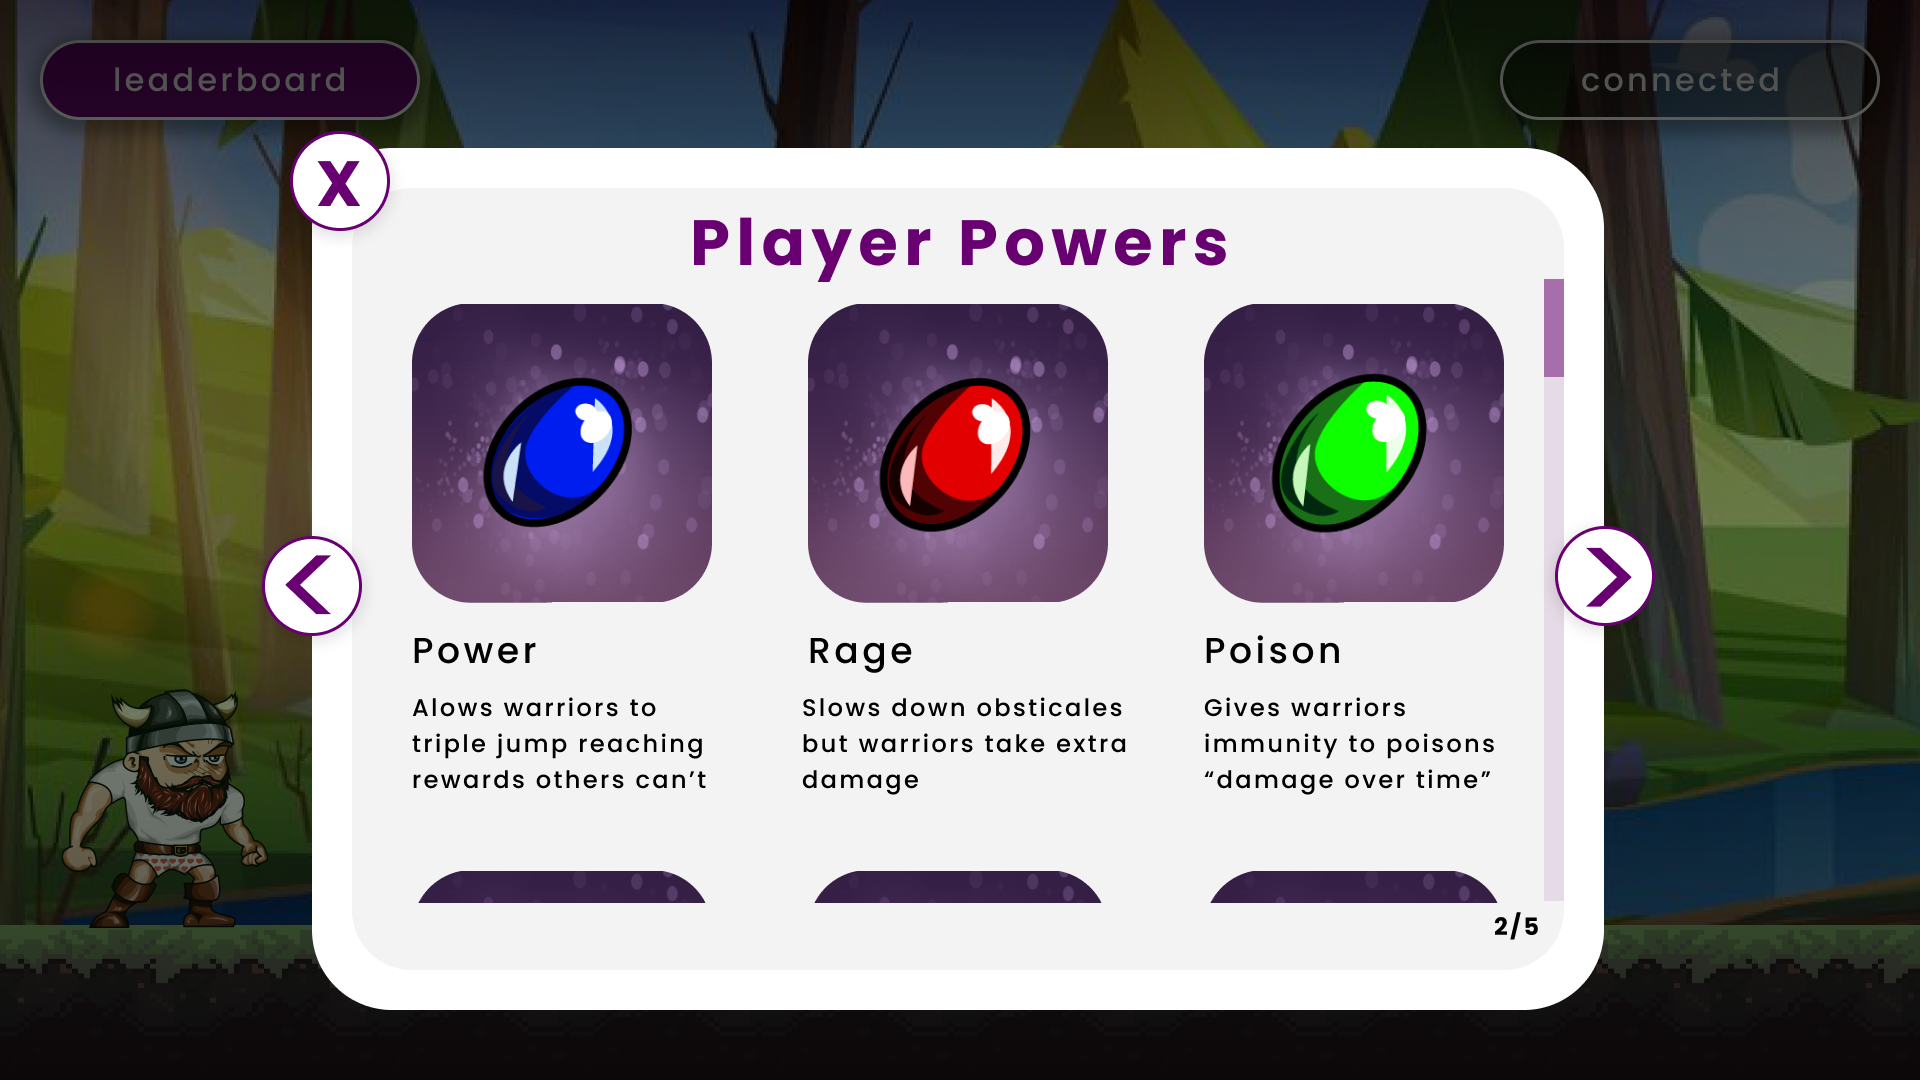 leaderboard
connected
X
Player Powers
Power
Alows warriors to
triple jump reaching
rewards others can’t
Rage
Slows down obsticales
but warriors take extra
damage
Poison
Gives warriors
immunity to poisons
“damage over time”
2/5